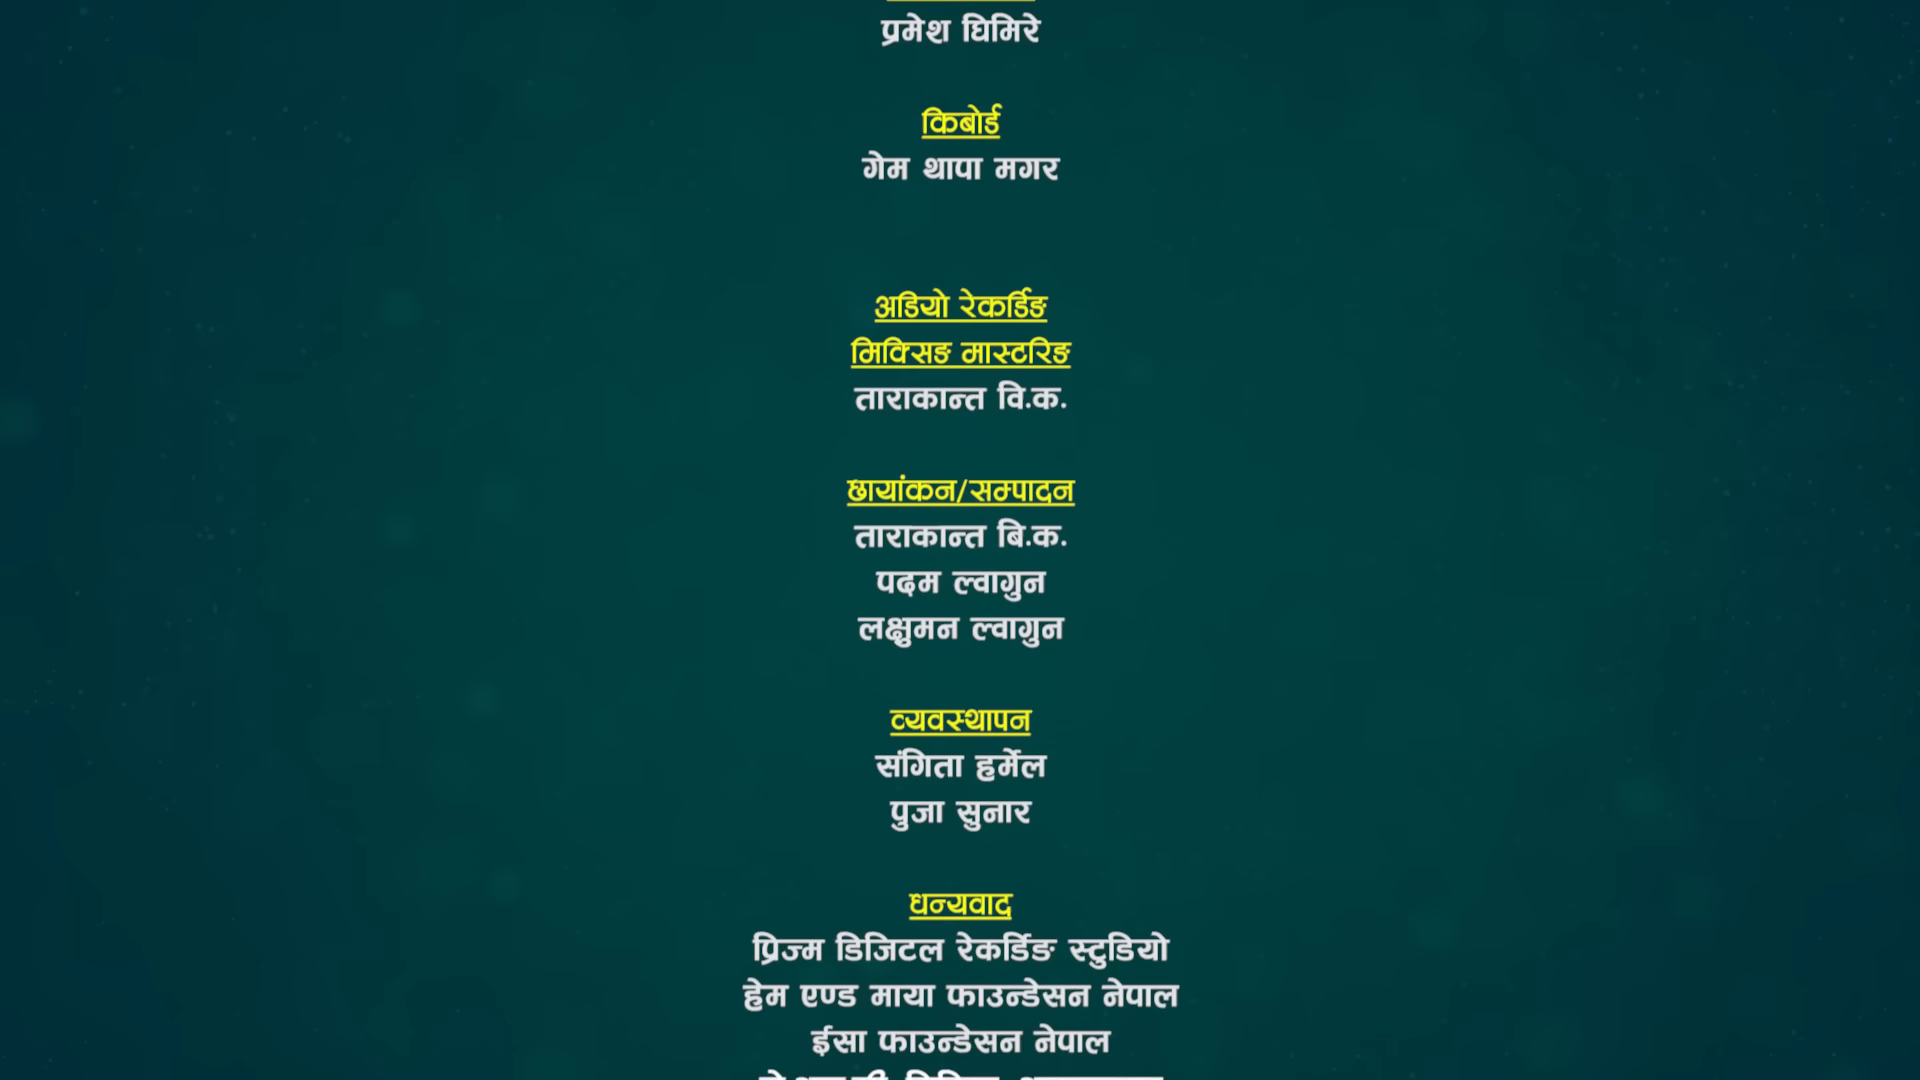 प्रमेश घिमिरे
किबोर्ड
गेम थापा मगर
अडियो रेकर्डिङ
मिक्सिङ मास्टरिङ
ताराकान्त वि.क.
छायांकन/सम्पादन
ताराकान्त बि.क.
पदम ल्वागुन
लक्षुमन ल्वागुन
व्यवस्थापन
संगिता हर्मेल
पुजा सुनार
धन्यवाद
प्रिज्म डिजिटल रेकर्डिङ स्टुडियो
हेम एण्ड माया फाउन्डेसन नेपाल
ईसा फाउन्डेसन नेपाल